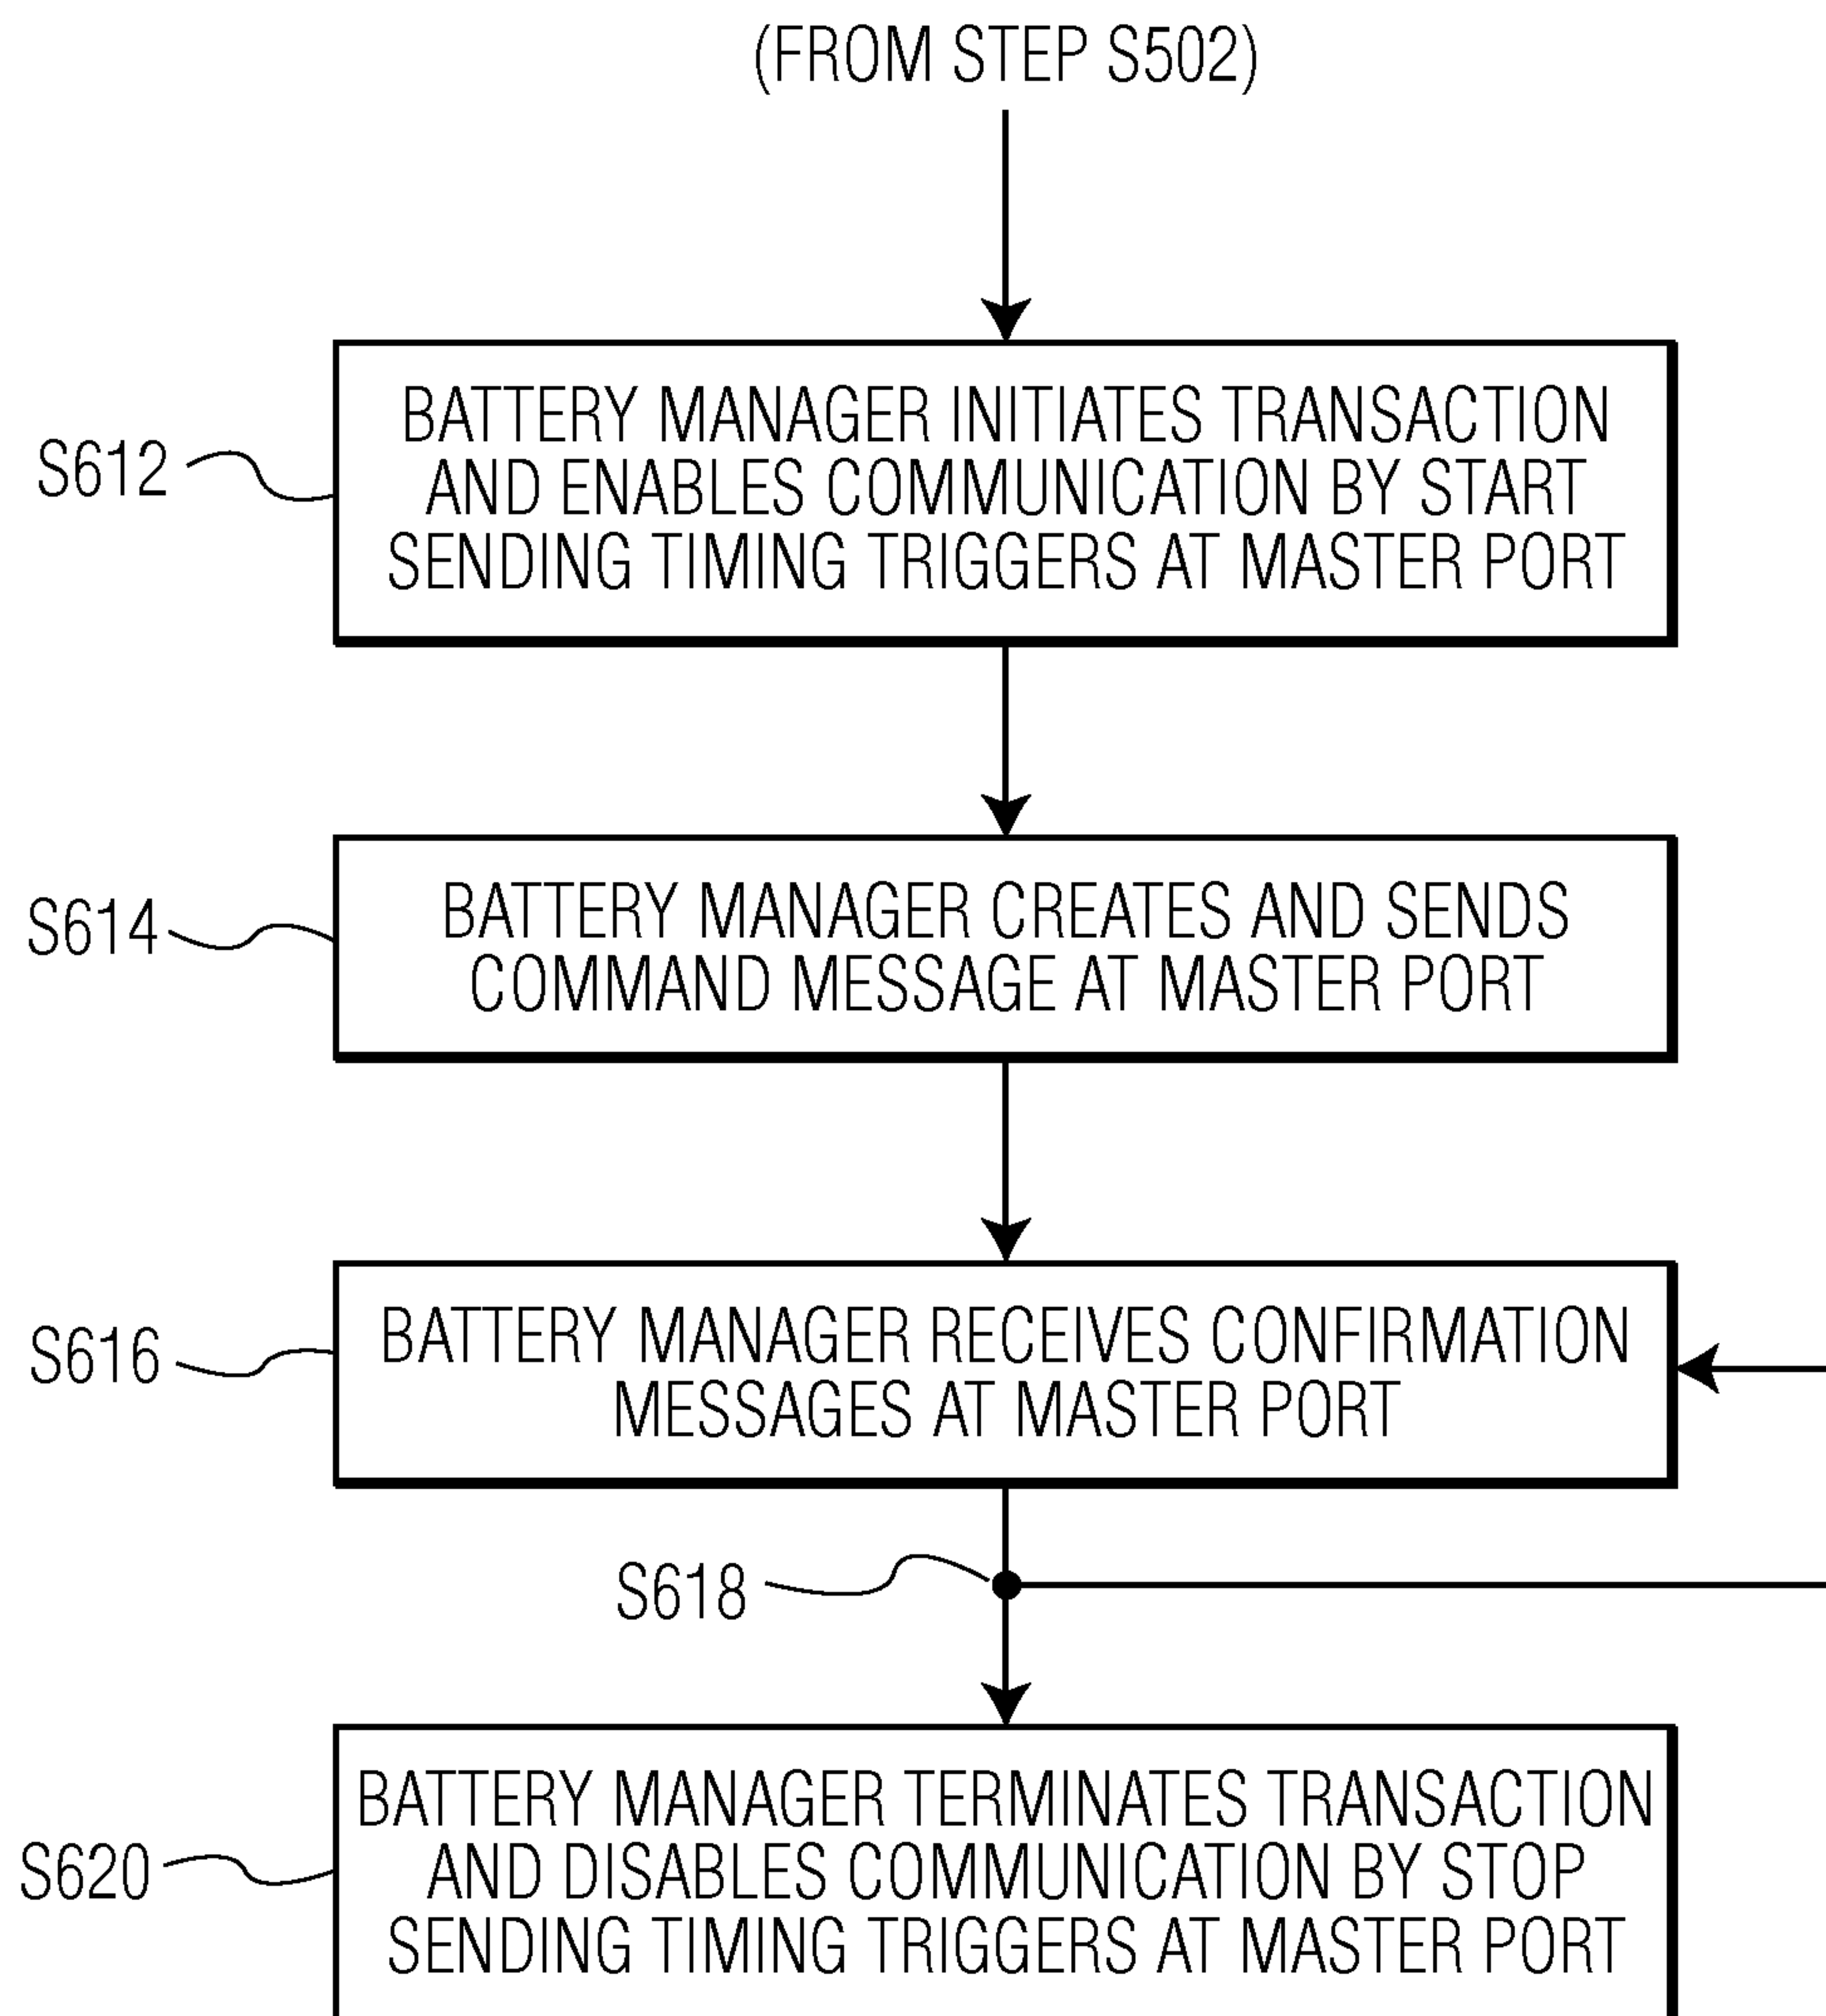 (FROM STEP S502)
S612
BATTERY MANAGER INITIATES TRANSACTION
AND ENABLES COMMUNICATION BY START
SENDING TIMING TRIGGERS AT MASTER PORT
S614
BATTERY MANAGER CREATES AND SENDS
COMMAND MESSAGE AT MASTER PORT
S616
BATTERY MANAGER RECEIVES CONFIRMATION
MESSAGES AT MASTER PORT
S618
S620
BATTERY MANAGER TERMINATES TRANSACTION
AND DISABLES COMMUNICATION BY STOP
SENDING TIMING TRIGGERS AT MASTER PORT